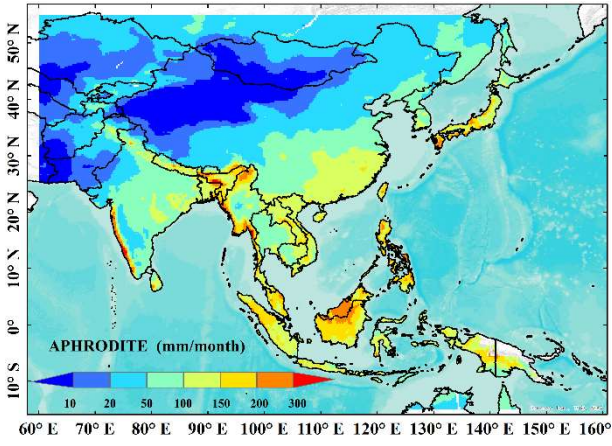 50° N
40° N
30° N
20° N
10° N
0°
10° S
APHRODITE (mm/month)
10 20 50 100 150 200 300
60° E 70° E 80° E 90° E 100° E 110° E 120° E 130° E 140° E 150° E 160° E